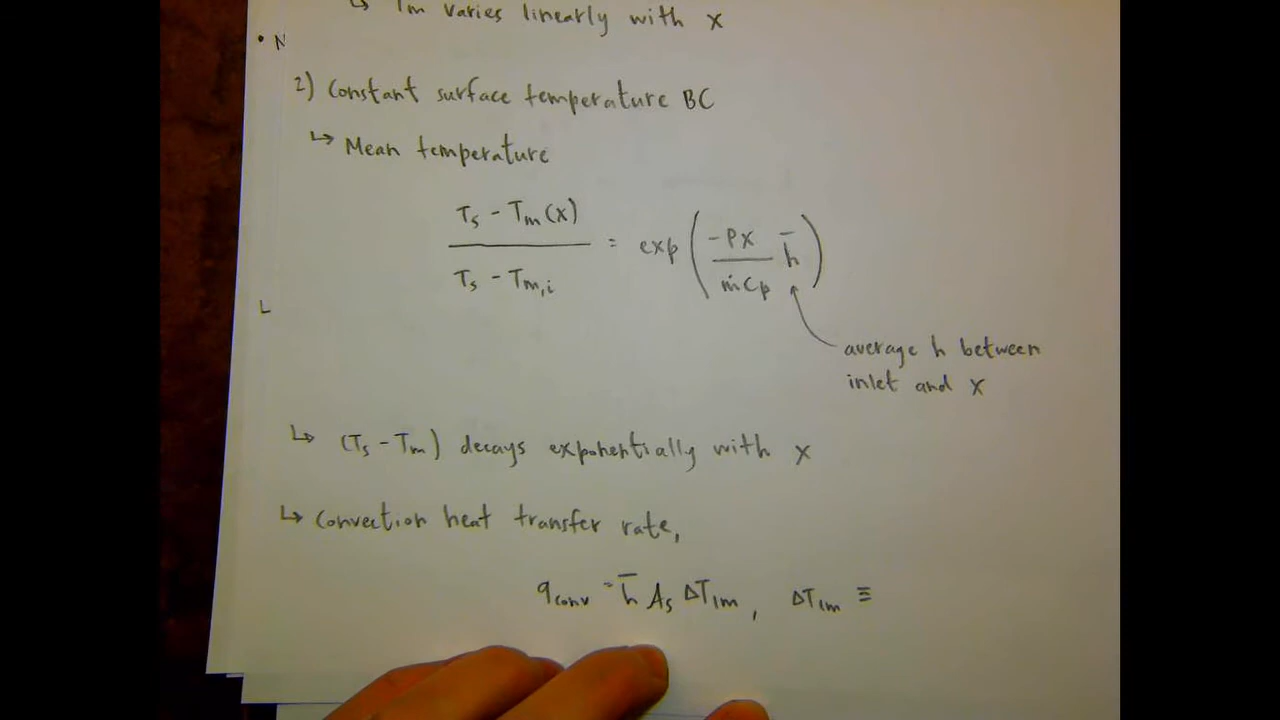 ↳ Tm varies linearly with x
• N
2) Constant surface temperature BC
↳ Mean temperature
Ts - Tm(x) / Ts - Tm,i = exp(-Px / ṁCp h̄)
L
average h between
inlet and x
↳ (Ts - Tm) decays exponentially with x
↳ Convection heat transfer rate,
qconv = h̄ As ΔTlm, ΔTlm ≡